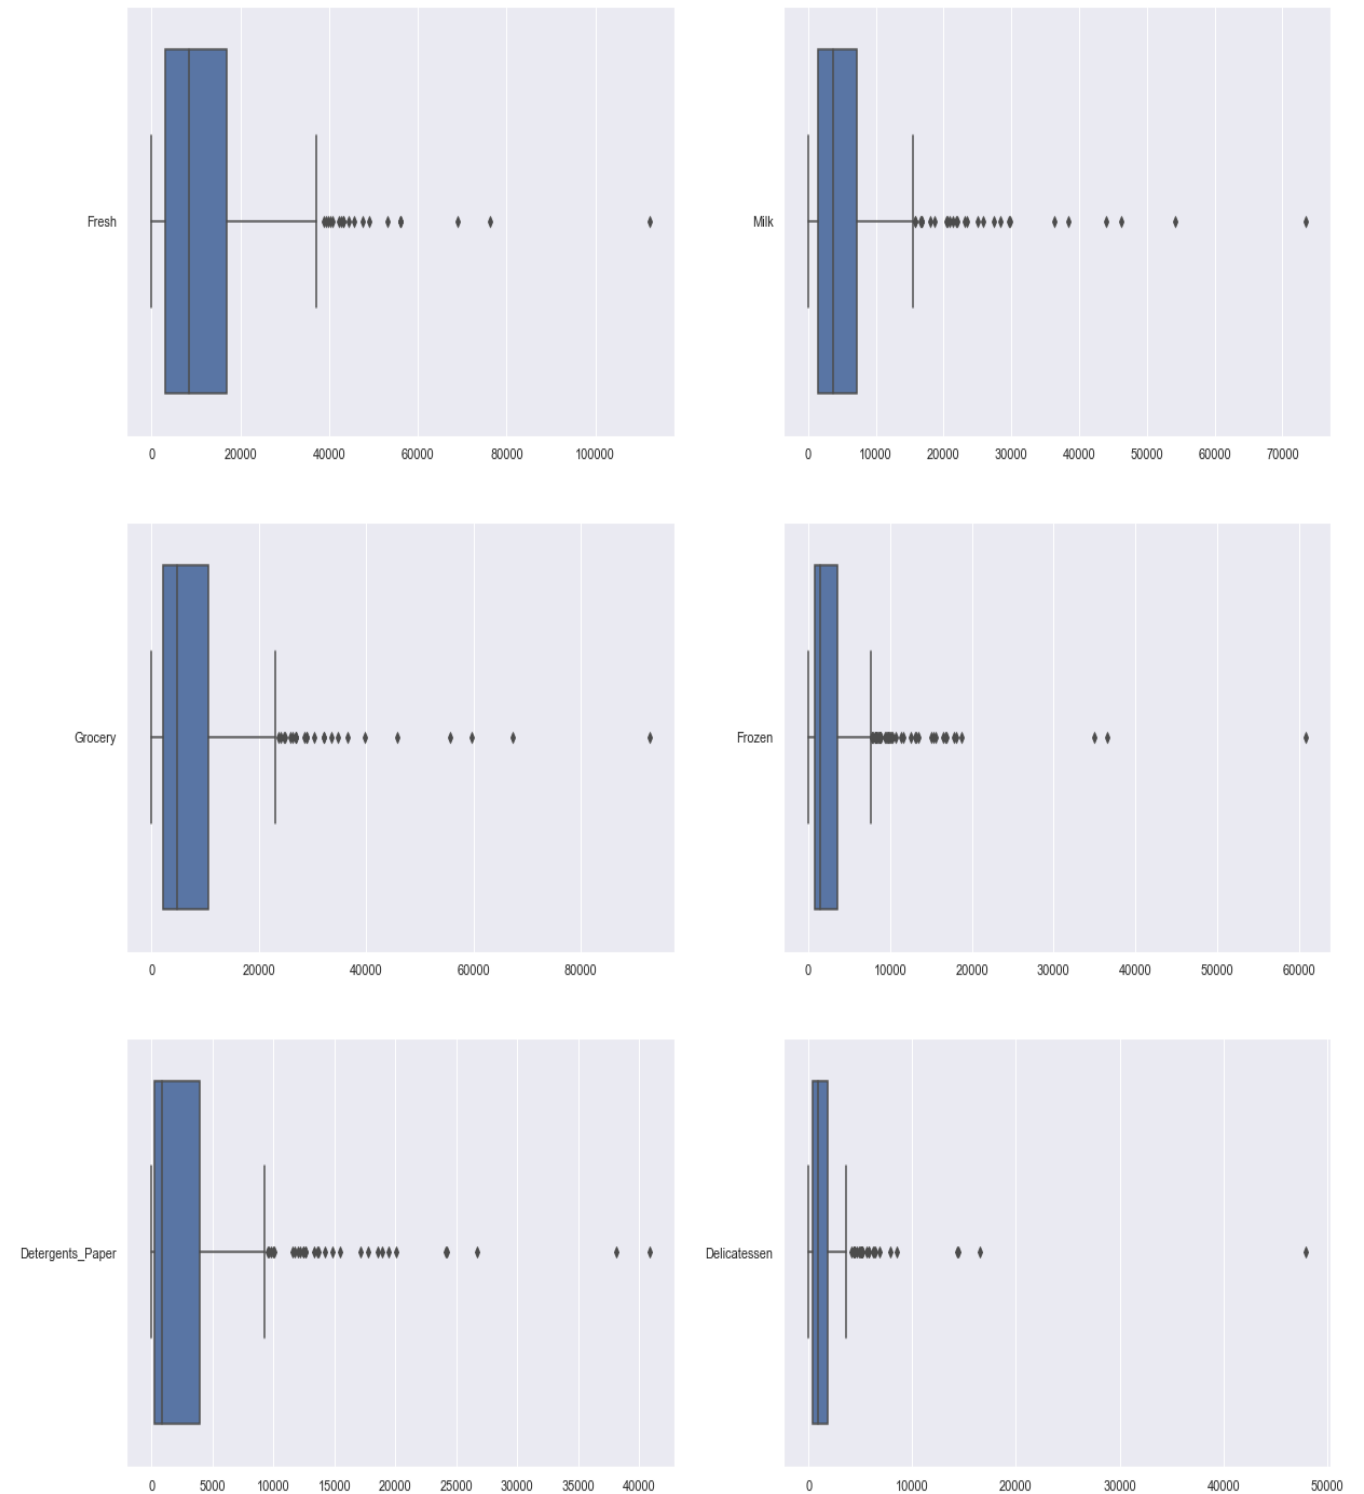 Fresh
0 20000 40000 60000 80000 100000
Milk
0 10000 20000 30000 40000 50000 60000 70000
Grocery
0 20000 40000 60000 80000
Frozen
0 10000 20000 30000 40000 50000 60000
Detergents_Paper
0 5000 10000 15000 20000 25000 30000 35000 40000
Delicatessen
0 10000 20000 30000 40000 50000